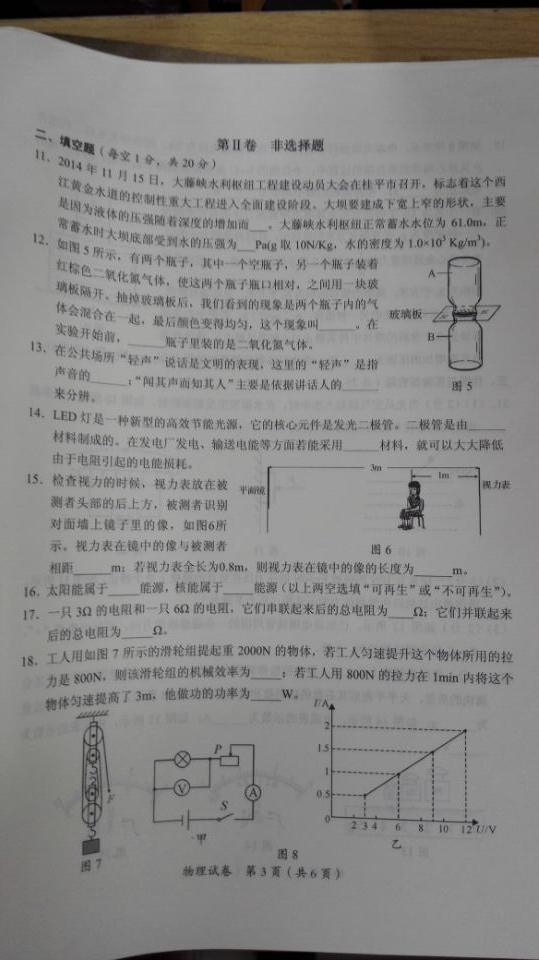 第Ⅱ卷 非选择题
二、填空题（每空1分，共20分）
11．2014年11月15日，大藤峡水利枢纽工程建设动员大会在桂平市召开，标志着这个西
江黄金水道的控制性重大工程进入全面建设阶段。大坝要建成下宽上窄的形状，主要
是因为液体的压强随着深度的增加而___。大藤峡水利枢纽正常蓄水水位为 61.0m，正
常蓄水时大坝底部受到水的压强为___Pa(g 取 10N/Kg，水的密度为 1.0×10³ Kg/m³)。
12．如图5所示，有两个瓶子，其中一个空瓶子，另一个瓶子装着
红棕色二氧化氮气体，使这两个瓶子瓶口相对，之间用一块玻
璃板隔开。抽掉玻璃板后，我们看到的现象是两个瓶子内的气
体会混合在一起，最后颜色变得均匀，这个现象叫_____。在
实验开始前，_____瓶子里装的是二氧化氮气体。
A
玻璃板
B
图5
13．在公共场所“轻声”说话是文明的表现，这里的“轻声”是指
声音的_____；“闻其声而知其人”主要是依据讲话人的_____
来分辨。
14．LED 灯是一种新型的高效节能光源，它的核心元件是发光二极管。二极管是由_____
材料制成的。在发电厂发电、输送电能等方面若能采用_____材料，就可以大大降低
由于电阻引起的电能损耗。
15．检查视力的时候，视力表放在被
测者头部的后上方，被测者识别
对面墙上镜子里的像，如图6所
示。视力表在镜中的像与被测者
相距_____m；若视力表全长为0.8m，则视力表在镜中的像的长度为_____m。
平面镜
3m
1m
视力表
图6
16．太阳能属于_____能源，核能属于_____能源（以上两空选填“可再生”或“不可再生”）。
17．一只 3Ω 的电阻和一只 6Ω 的电阻，它们串联起来后的总电阻为_____Ω；它们并联起来
后的总电阻为_____Ω。
18．工人用如图 7 所示的滑轮组提起重 2000N 的物体，若工人匀速提升这个物体所用的拉
力是 800N，则该滑轮组的机械效率为_____；若工人用 800N 的拉力在 1min 内将这个
物体匀速提高了 3m，他做功的功率为_____W。
F
图7
P
V
A
S
甲
I/A
2
1.5
1
0.5
0
2 3 4 6 8 10 12 U/V
乙
图8
物理试卷 第3页（共6页）